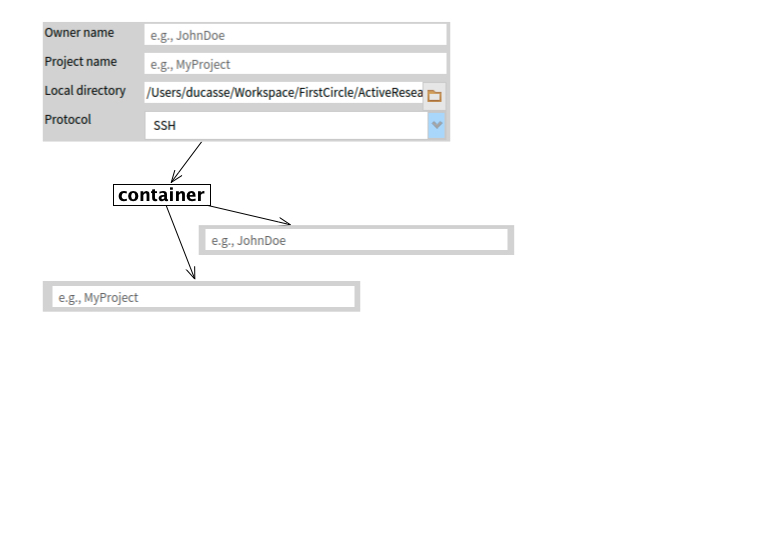 Owner name e.g., JohnDoe
Project name e.g., MyProject
Local directory /Users/ducasse/Workspace/FirstCircle/ActiveResea
Protocol SSH
container
e.g., JohnDoe
e.g., MyProject